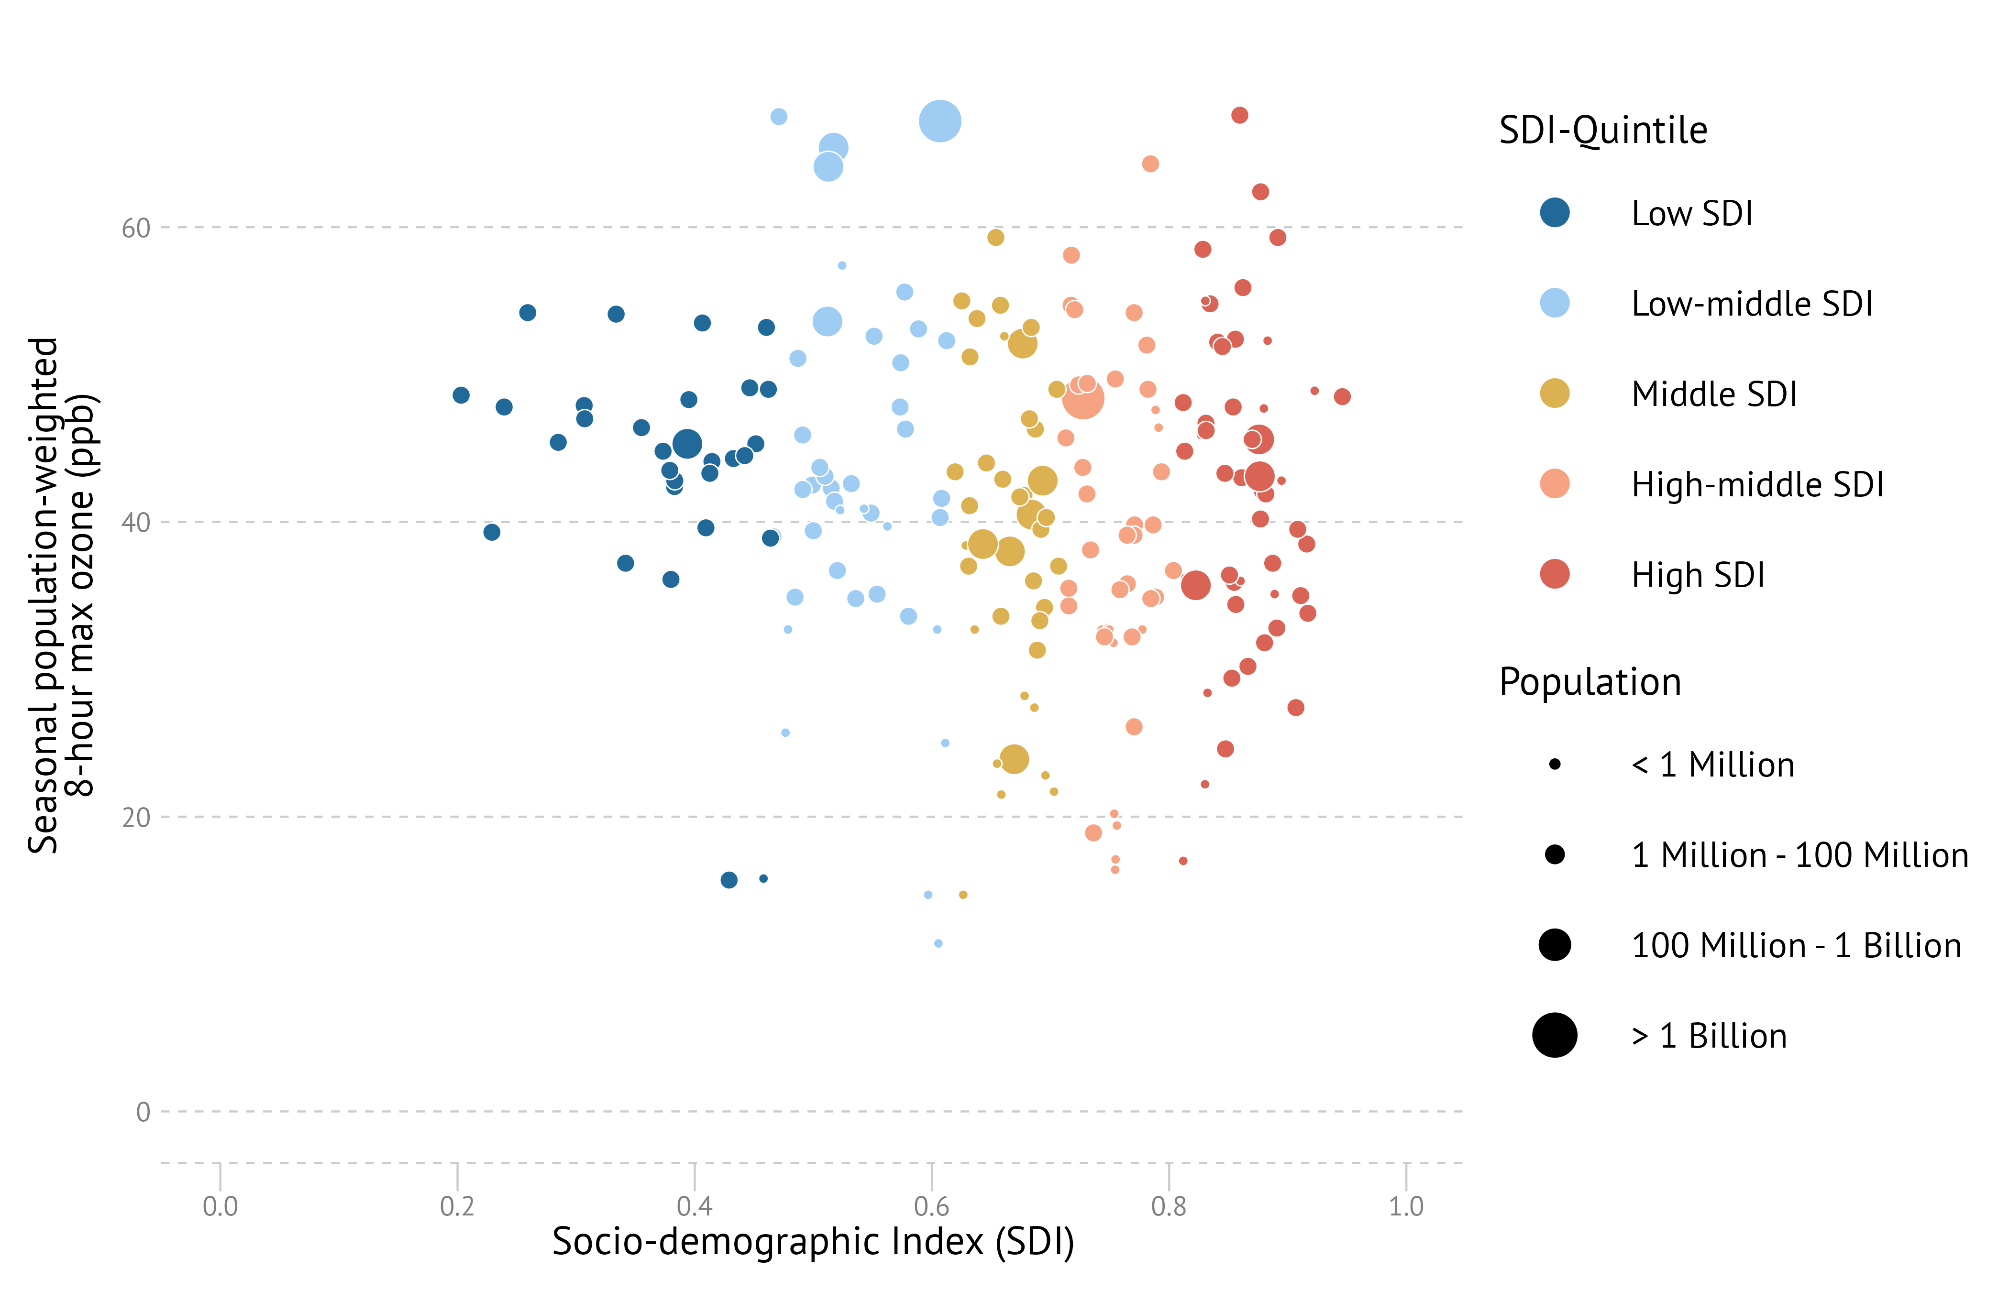 Seasonal population-weighted
8-hour max ozone (ppb)
60
40
20
0
0.0 0.2 0.4 0.6 0.8 1.0
Socio-demographic Index (SDI)
SDI-Quintile
Low SDI
Low-middle SDI
Middle SDI
High-middle SDI
High SDI
Population
< 1 Million
1 Million - 100 Million
100 Million - 1 Billion
> 1 Billion